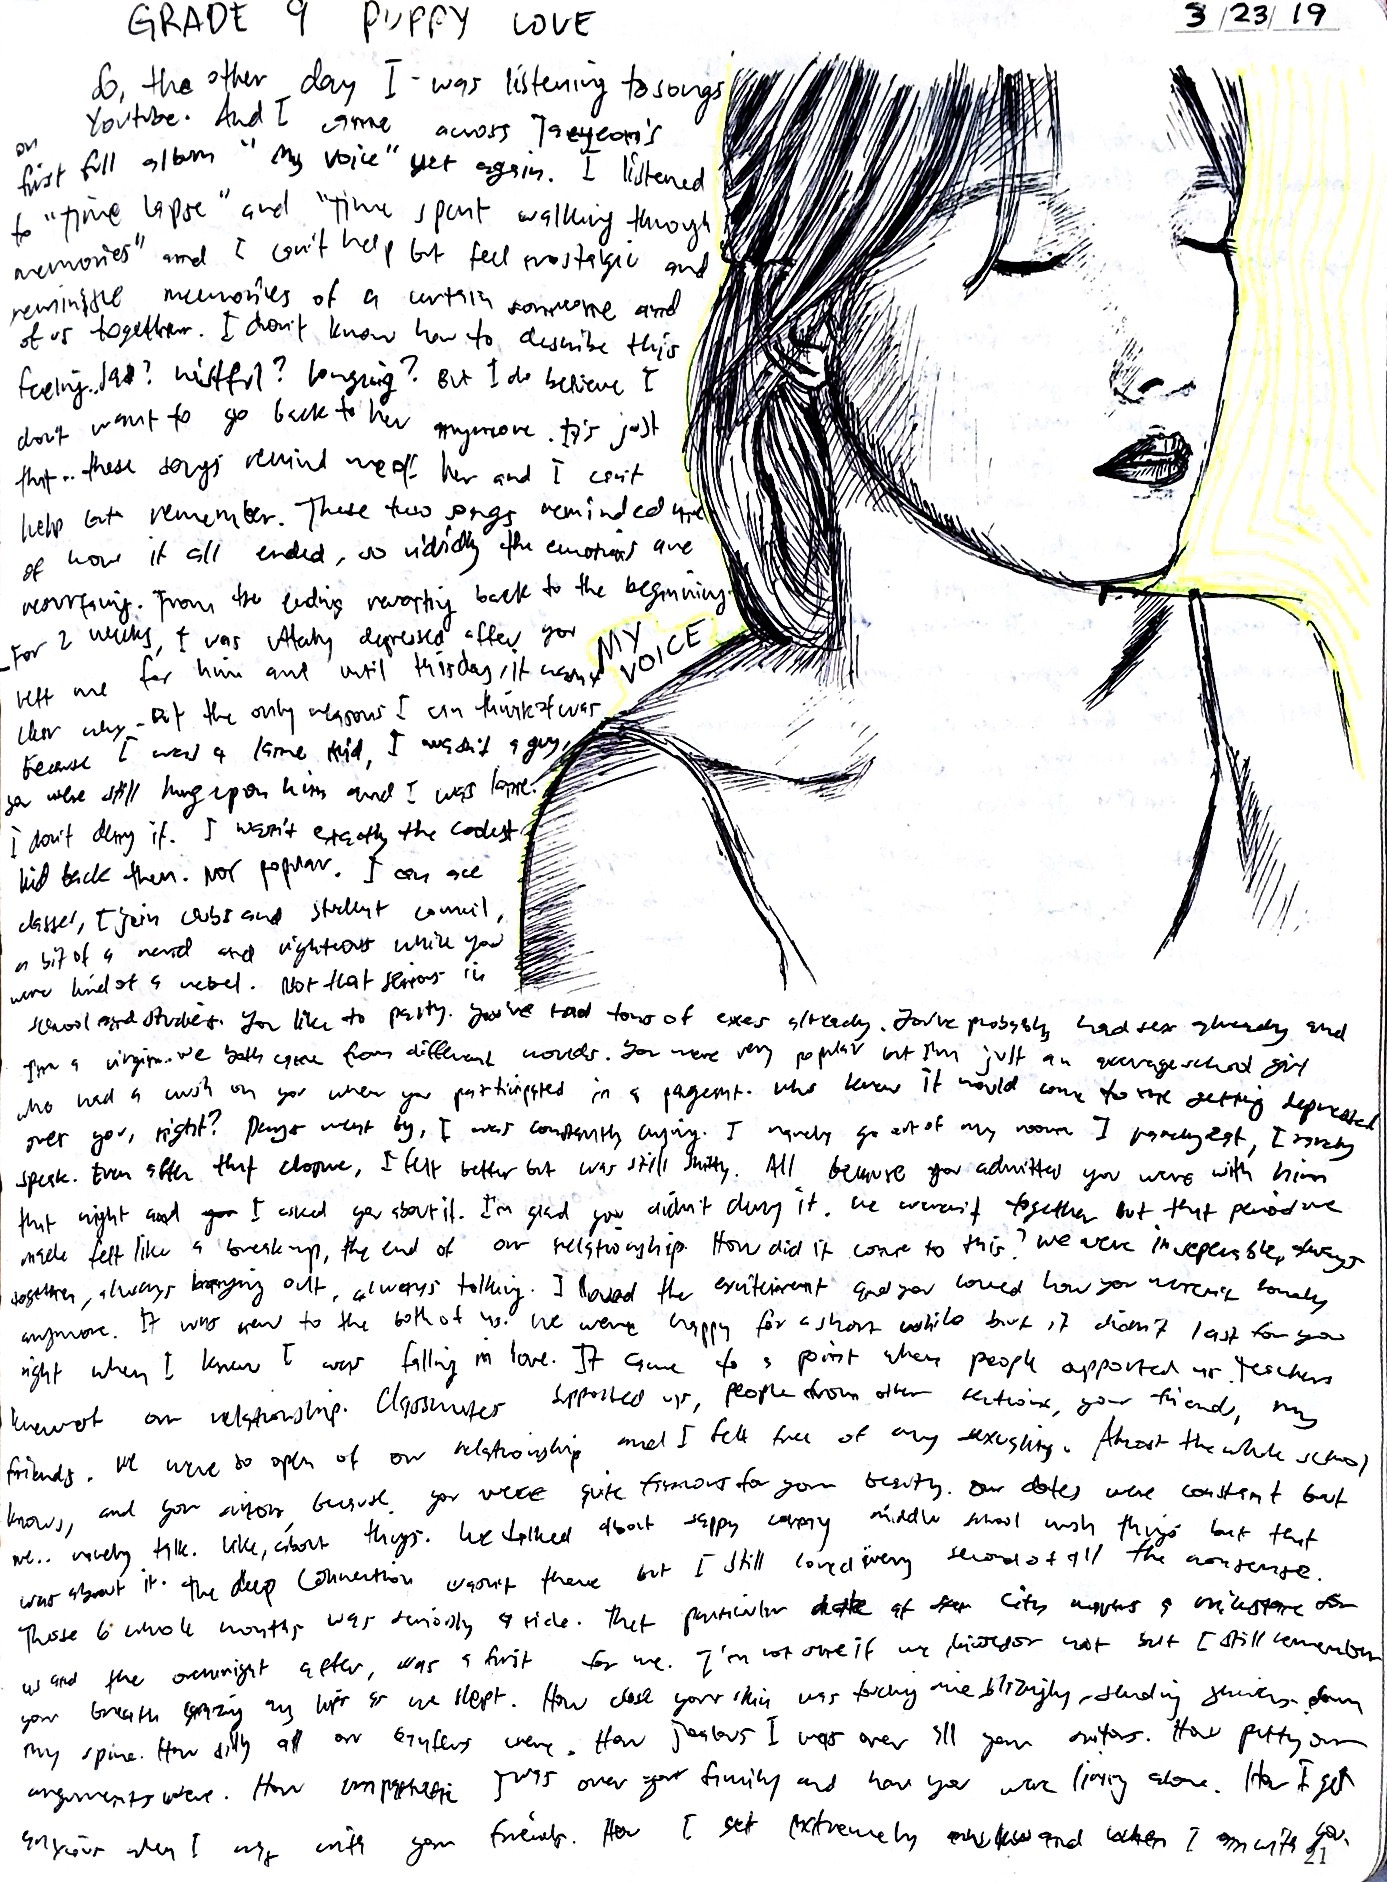 GRADE 9 PUPPY LOVE
3/23/19
So, the other day I was listening to songs
on Youtube. And I came across Taeyeon's
first full album "My Voice" yet again. I listened
to "Time lapse" and "Time spent walking through
memories" and I can't help but feel nostalgic and
memories of a certain someone and
of us together. I don't know how to describe this
feeling.. sad? wistful? longing? But I do believe I
don't want to go back to her anymore. It's just
that.. these songs remind me of her and I can't
help but remember. These two songs reminded me
of how it all ended, so vividly the emotions are
resurfacing. From the ending back to the beginning.
For 2 weeks, I was depressed after you
left me for him and until this day, it
clear why. But the only reasons I can think of was
because I was a lame kid, I wasn't a guy,
you were still hung upon him and I was lame.
I don't deny it. I wasn't exactly the coolest
kid back then. Nor popular. I can ace
classes, I join clubs and student council,
a bit of a nerd and righteous while you
were kind of a rebel. Not that serious in
school and studies. You like to party. You've had tons of exes already. You've probably had sex already and
I'm a virgin. We both came from different worlds. You were very popular but I'm just an average school girl
who had a crush on you when you participated in a pageant. Who knew it would come to me getting depressed
over you, right? Days went by, I was constantly crying. I rarely go out of my room I rarely eat, I rarely
speak. Even after that closure, I felt better but was still shitty. All because you admitted you were with him
that night and I asked you about it. I'm glad you didn't deny it. We weren't together but that period we
made felt like a breakup, the end of our relationship. How did it come to this? We were inseperable, always
together, always hanging out, always talking. I loved the excitement and you loved how you weren't lonely
anymore. It was new to the both of us. We were happy for a short while but it didn't last for you
right when I knew I was falling in love. It came to a point where people supported us. Teachers
knew of our relationship. Classmates supported us, people from other sections, your friends, my
friends. We were so open of our relationship and I felt free of my sexuality. Almost the whole school
knows, and your suitors, because you were quite famous for your beauty. Our dates were constant but
we.. rarely talk. Like, about things. We talked about sappy corny middle school things but that
was about it. The deep connection wasn't there but I still loved every second of all the nonsense.
Those 6 whole months was seriously a ride. That particular date at City a milestone for
us and the overnight after, was a first for me. I'm not sure if we kissed or not but I still remember
your breath grazing my lips as we slept. How close your skin was touching me sending shivers down
my spine. How silly all our were. How jealous I was over all your suitors. How petty our
arguments were. How I was over your family and how you were living alone. How I get
anxious when I with your friends. How I get extremely and when I am with you.
MY
VOICE
21